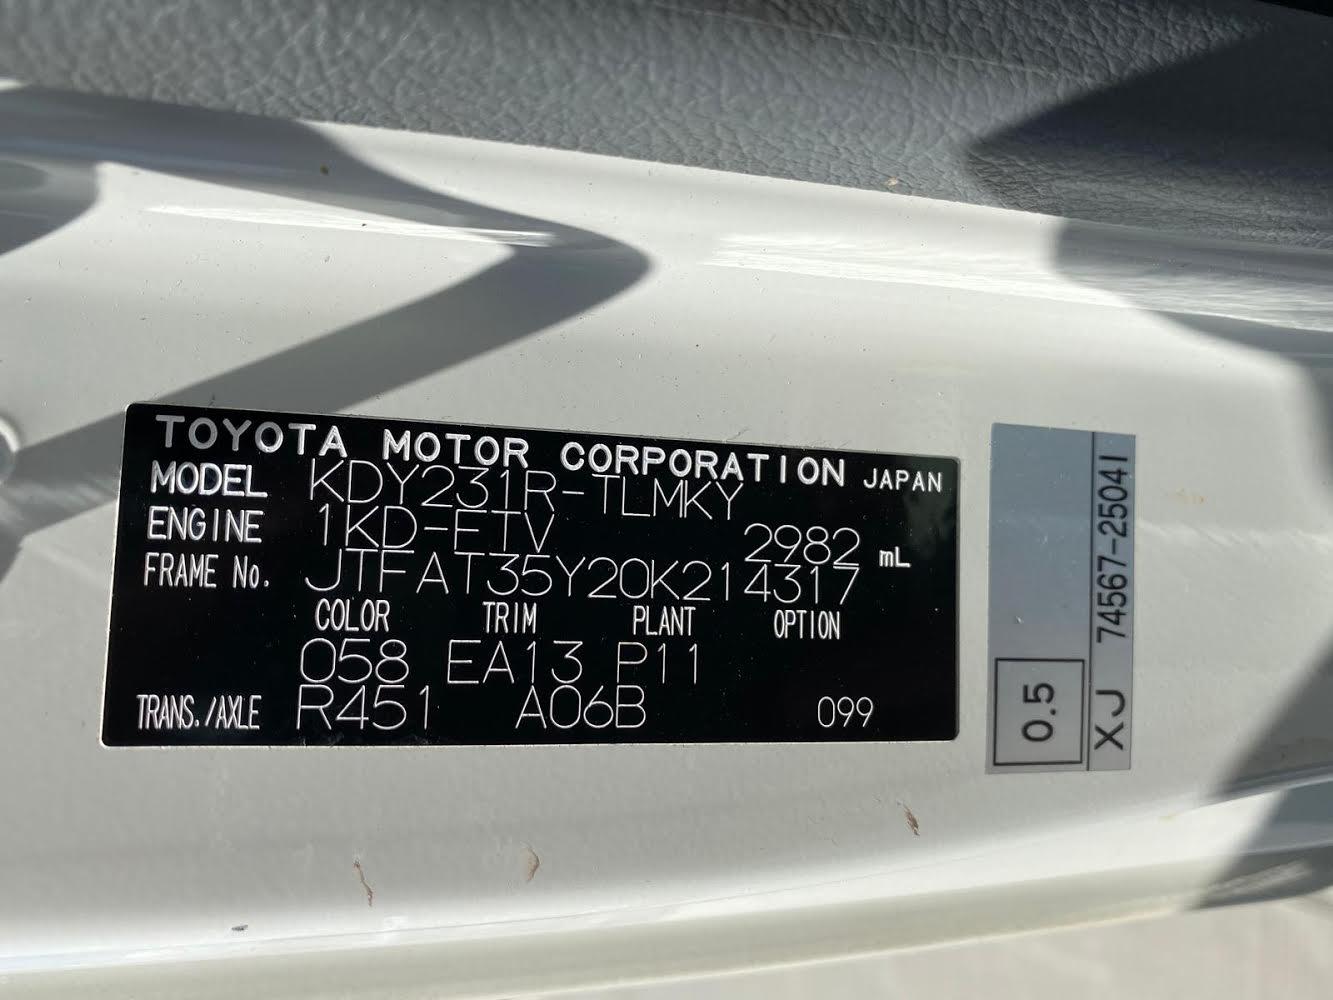 TOYOTA MOTOR CORPORATION JAPAN
MODEL KDY231R-TLMKY
ENGINE 1KD-FTV 2982 mL
FRAME No. JTFAT35Y20K214317
COLOR TRIM PLANT OPTION
058 EA13 P11
TRANS./AXLE R451 A06B 099
0.5
XJ 74567-25041